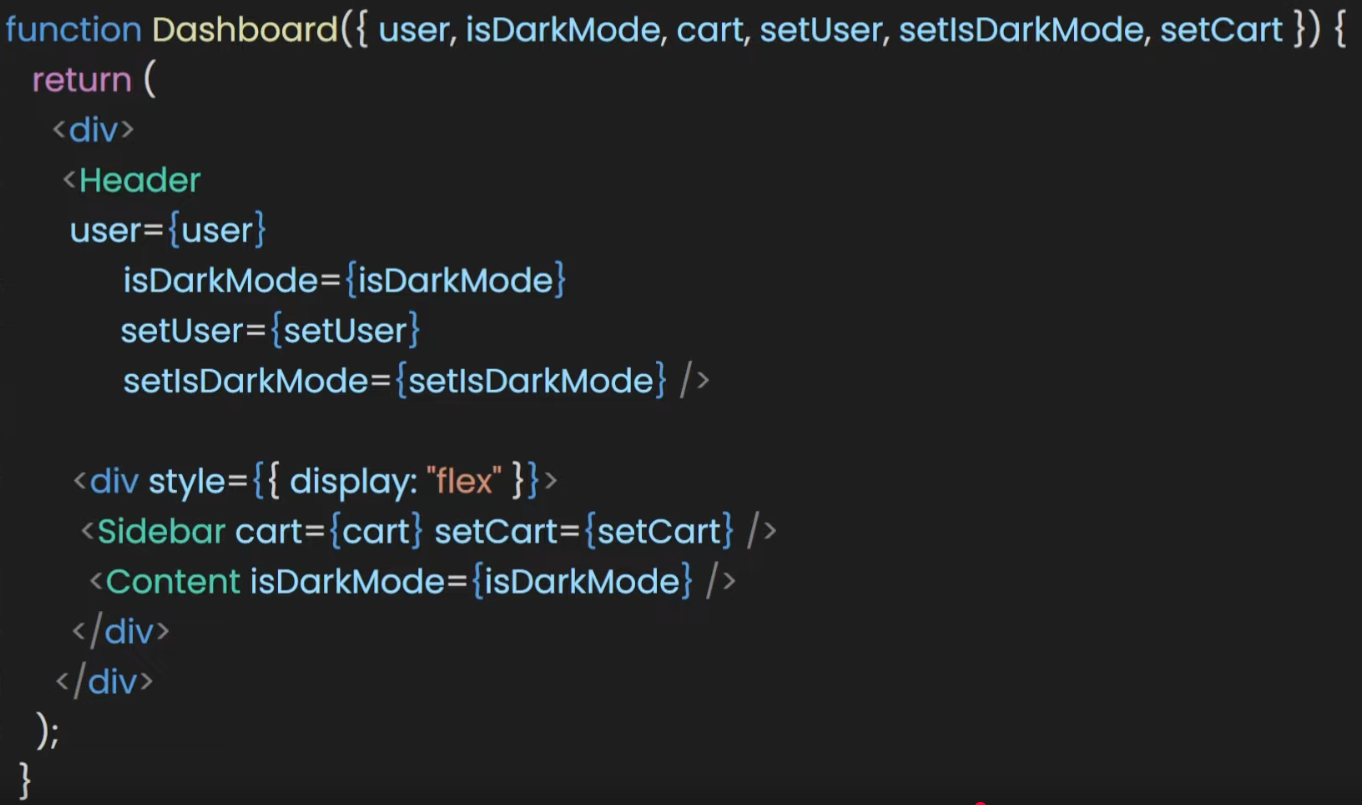 function Dashboard({ user, isDarkMode, cart, setUser, setIsDarkMode, setCart }) {
return (
<div>
<Header
user={user}
isDarkMode={isDarkMode}
setUser={setUser}
setIsDarkMode={setIsDarkMode} />
<div style={{ display: "flex" }}>
<Sidebar cart={cart} setCart={setCart} />
<Content isDarkMode={isDarkMode} />
</div>
</div>
);
}